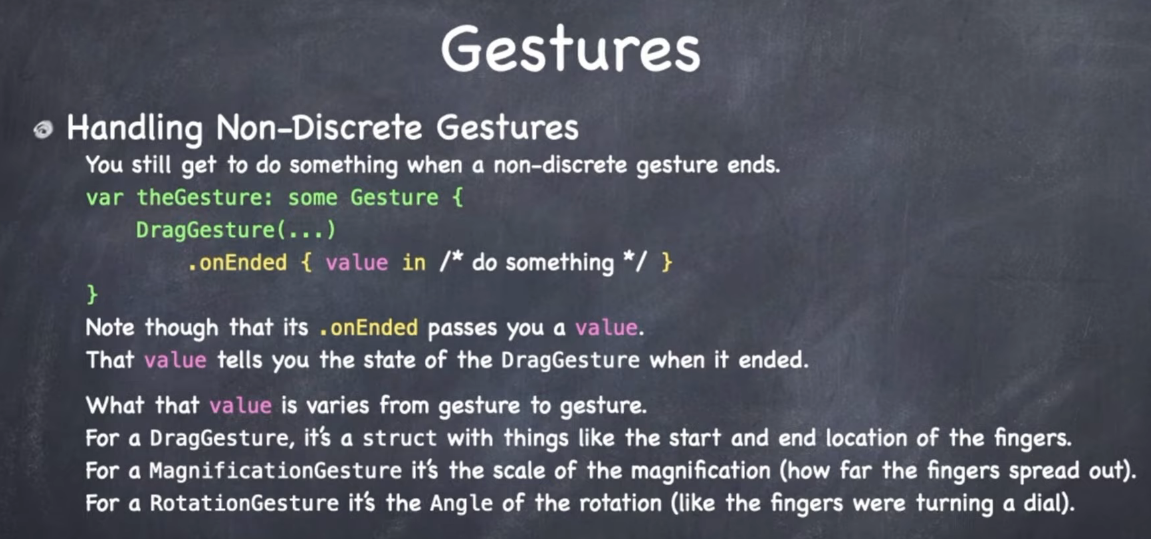 Gestures
Handling Non-Discrete Gestures
You still get to do something when a non-discrete gesture ends.
var theGesture: some Gesture {
    DragGesture(...)
        .onEnded { value in /* do something */ }
}
Note though that its .onEnded passes you a value.
That value tells you the state of the DragGesture when it ended.
What that value is varies from gesture to gesture.
For a DragGesture, it's a struct with things like the start and end location of the fingers.
For a MagnificationGesture it's the scale of the magnification (how far the fingers spread out).
For a RotationGesture it's the Angle of the rotation (like the fingers were turning a dial).